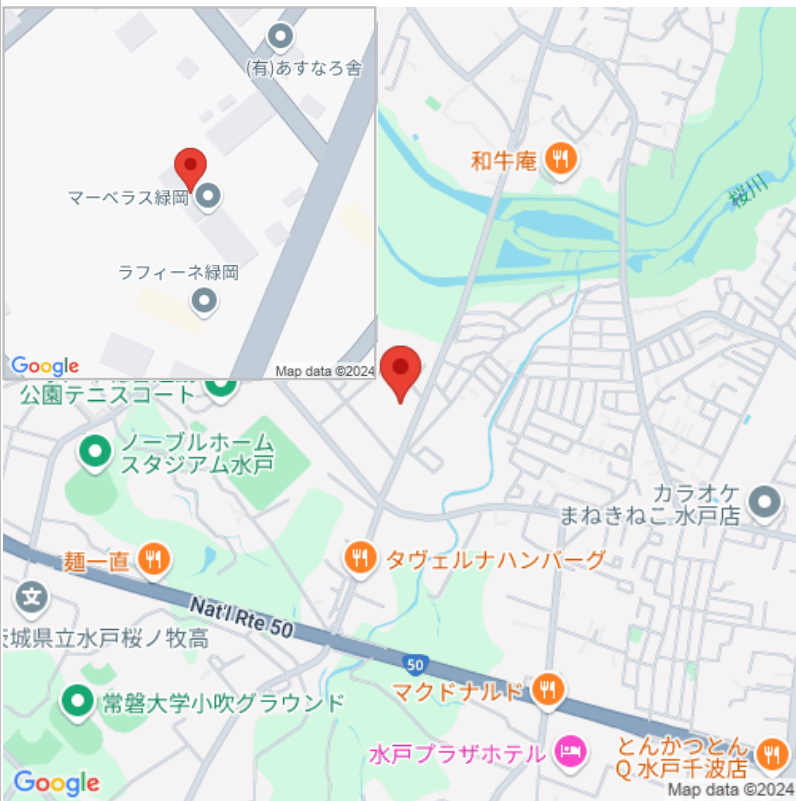 (有)あすなろ舎
マーベラス緑岡
ラフィーネ緑岡
Google
Map data ©2024
和牛庵
桜川
公園テニスコート
ノーブルホーム
スタジアム水戸
カラオケ
まねきねこ 水戸店
麺一直
タヴェルナハンバーグ
Nat'l Rte 50
城県立水戸桜ノ牧高
50
マクドナルド
常磐大学小吹グラウンド
水戸プラザホテル
とんかつとん
Q 水戸千波店
Google
Map data ©2024